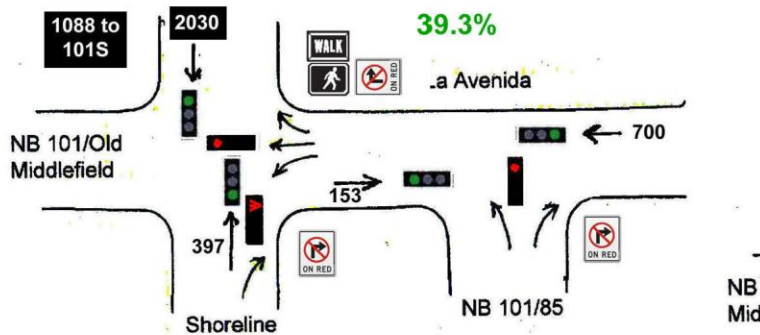 1088 to
101S
2030
39.3%
WALK
ON RED
La Avenida
NB 101/Old
Middlefield
700
153
397
ON RED
ON RED
NB 101/85
Shoreline
NB
Mid